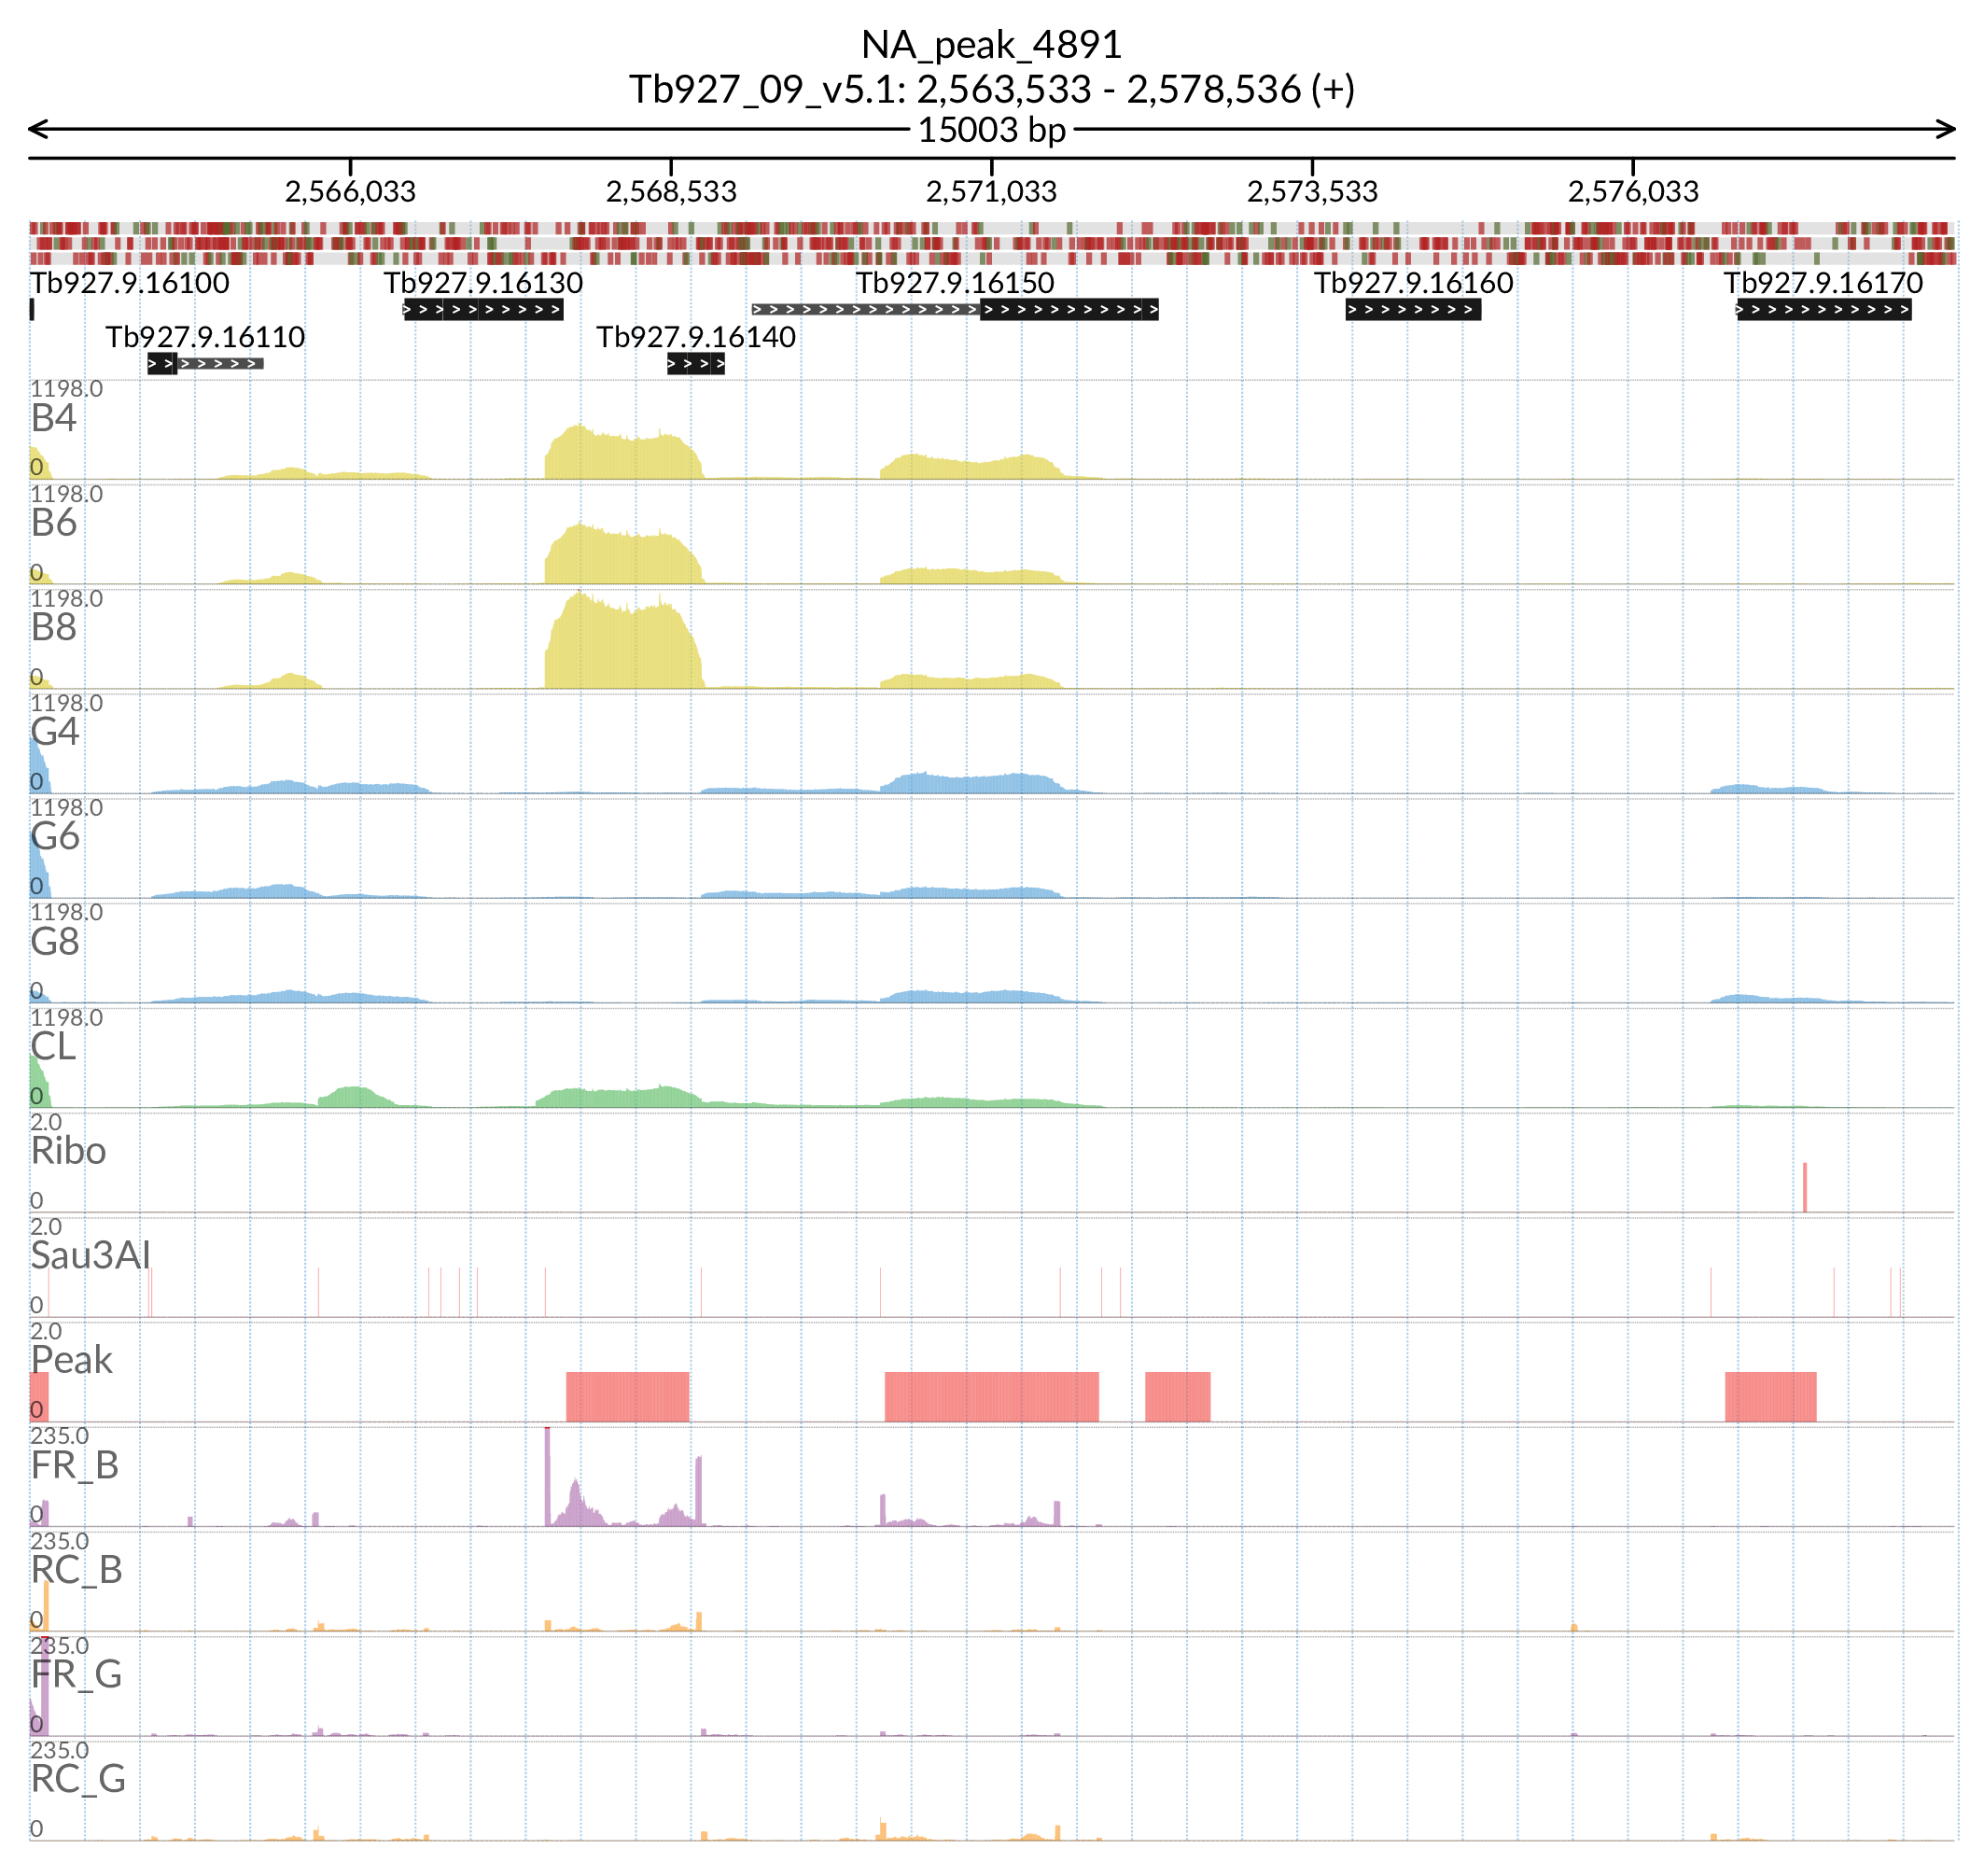 NA_peak_4891
Tb927_09_v5.1: 2,563,533 - 2,578,536 (+)
15003 bp
2,566,033 2,568,533 2,571,033 2,573,533 2,576,033
Tb927.9.16100 Tb927.9.16130 Tb927.9.16150 Tb927.9.16160 Tb927.9.16170
Tb927.9.16110 Tb927.9.16140
1198.0
B4
0
1198.0
B6
0
1198.0
B8
0
1198.0
G4
0
1198.0
G6
0
1198.0
G8
0
1198.0
CL
0
2.0
Ribo
0
2.0
Sau3AI
0
2.0
Peak
0
235.0
FR_B
0
235.0
RC_B
0
235.0
FR_G
0
235.0
RC_G
0